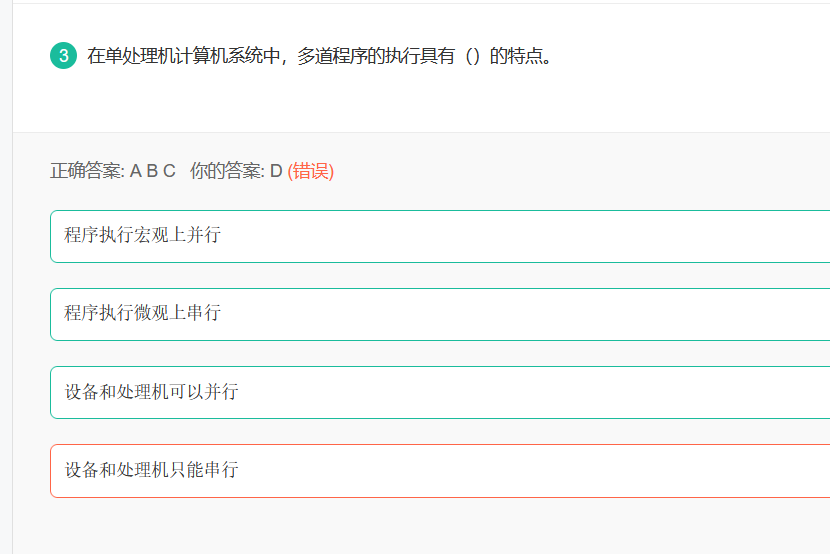 3 在单处理机计算机系统中，多道程序的执行具有（）的特点。
正确答案: A B C 你的答案: D (错误)
程序执行宏观上并行
程序执行微观上串行
设备和处理机可以并行
设备和处理机只能串行